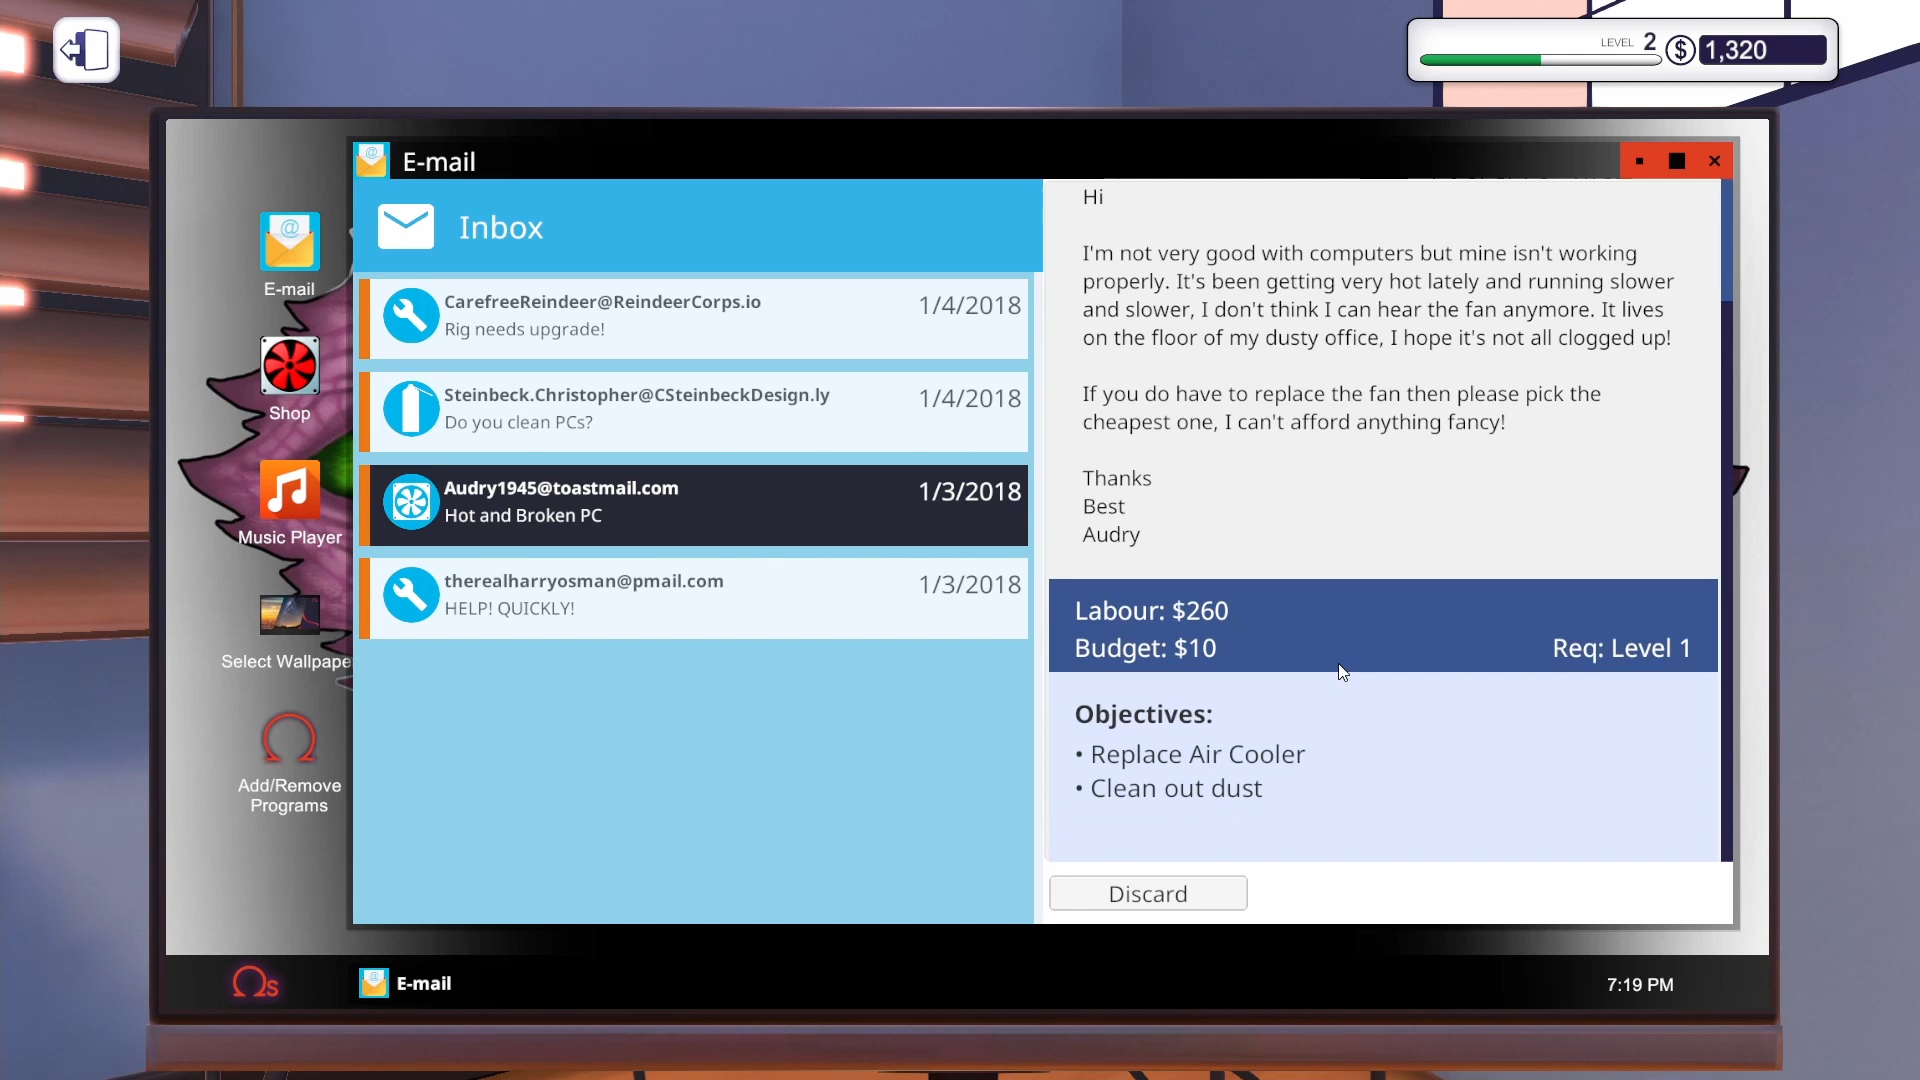 LEVEL 2 $ 1,320
E-mail
Inbox
CarefreeReindeer@ReindeerCorps.io 1/4/2018
Rig needs upgrade!
Steinbeck.Christopher@CSteinbeckDesign.ly 1/4/2018
Do you clean PCs?
Audry1945@toastmail.com 1/3/2018
Hot and Broken PC
therealharryosman@pmail.com 1/3/2018
HELP! QUICKLY!
Hi
I'm not very good with computers but mine isn't working
properly. It's been getting very hot lately and running slower
and slower, I don't think I can hear the fan anymore. It lives
on the floor of my dusty office, I hope it's not all clogged up!
If you do have to replace the fan then please pick the
cheapest one, I can't afford anything fancy!
Thanks
Best
Audry
Labour: $260
Budget: $10 Req: Level 1
Objectives:
• Replace Air Cooler
• Clean out dust
Discard
E-mail
Shop
Music Player
Select Wallpape
Add/Remove
Programs
Ωs
E-mail
7:19 PM